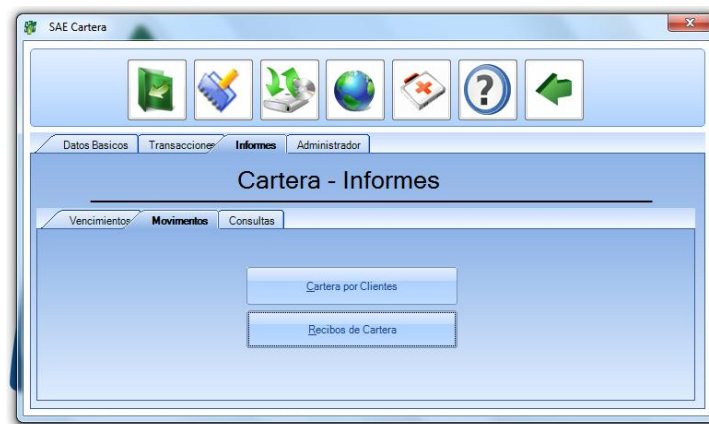 SAE Cartera
Datos Basicos Transacciones Informes Administrador
Cartera - Informes
Vencimientos Movimentos Consultas
Cartera por Clientes
Recibos de Cartera